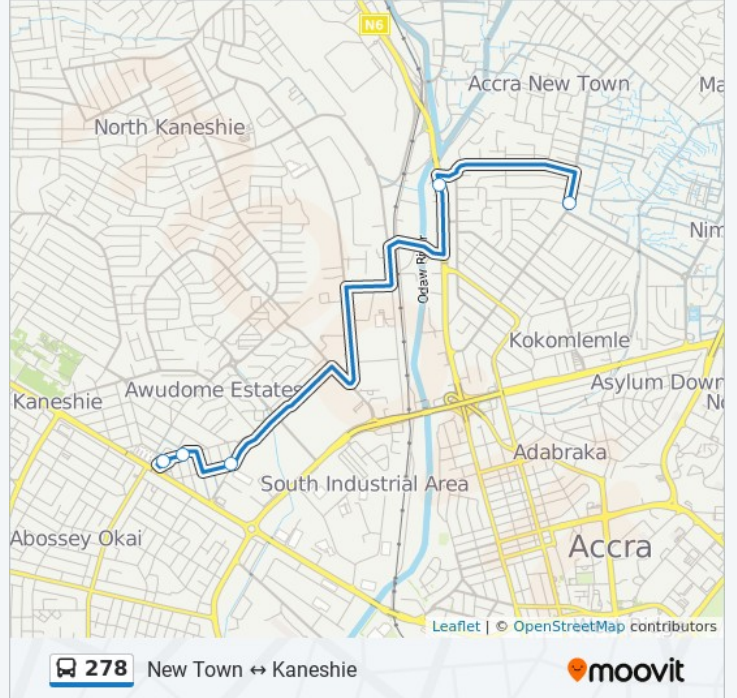 N6
Accra New Town
Ma
North Kaneshie
Nim
Odaw River
Kokomlemle
Awudome Estates
Asylum Down
Kaneshie
Adabraka
South Industrial Area
Abossey Okai
Accra
Leaflet | © OpenStreetMap contributors
278 New Town ↔ Kaneshie
moovit